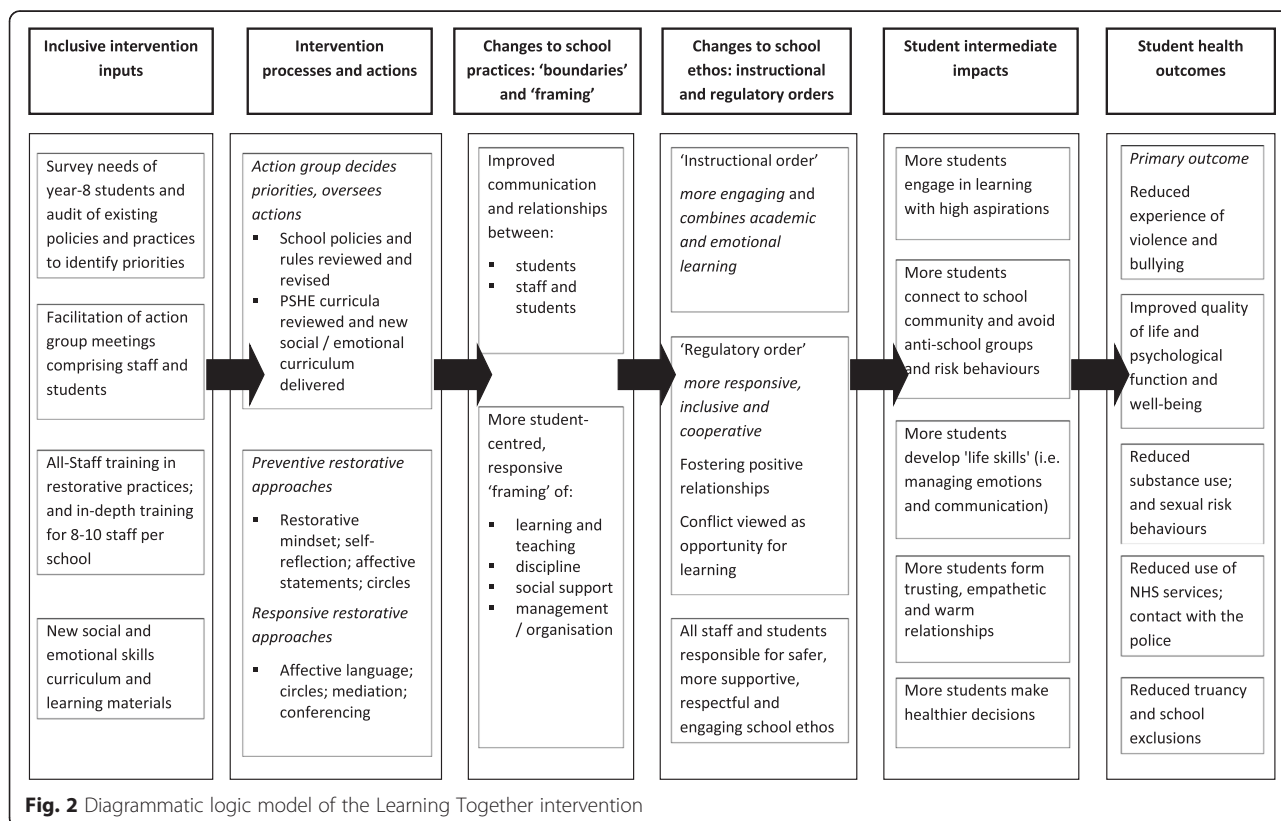 Inclusive intervention
inputs
Intervention
processes and actions
Changes to school
practices: ‘boundaries’
and ‘framing’
Changes to school
ethos: instructional
and regulatory orders
Student intermediate
impacts
Student health
outcomes
Survey needs of
year-8 students and
audit of existing
policies and practices
to identify priorities
Facilitation of action
group meetings
comprising staff and
students
All-Staff training in
restorative practices;
and in-depth training
for 8-10 staff per
school
New social and
emotional skills
curriculum and
learning materials
Action group decides
priorities, oversees
actions
▪ School policies and
rules reviewed and
revised
▪ PSHE curricula
reviewed and new
social / emotional
curriculum
delivered
Preventive restorative
approaches
▪ Restorative
mindset; self-
reflection; affective
statements; circles
Responsive restorative
approaches
▪ Affective language;
circles; mediation;
conferencing
Improved
communication
and relationships
between:
▪ students
▪ staff and
students
More student-
centred,
responsive
‘framing’ of:
▪ learning and
teaching
▪ discipline
▪ social support
▪ management
/ organisation
‘Instructional order’
more engaging and
combines academic
and emotional
learning
‘Regulatory order’
more responsive,
inclusive and
cooperative
Fostering positive
relationships
Conflict viewed as
opportunity for
learning
All staff and students
responsible for safer,
more supportive,
respectful and
engaging school ethos
More students
engage in learning
with high aspirations
More students
connect to school
community and avoid
anti-school groups
and risk behaviours
More students
develop 'life skills' (i.e.
managing emotions
and communication)
More students form
trusting, empathetic
and warm
relationships
More students make
healthier decisions
Primary outcome
Reduced
experience of
violence and
bullying
Improved quality
of life and
psychological
function and
well-being
Reduced
substance use;
and sexual risk
behaviours
Reduced use of
NHS services;
contact with the
police
Reduced truancy
and school
exclusions
Fig. 2 Diagrammatic logic model of the Learning Together intervention